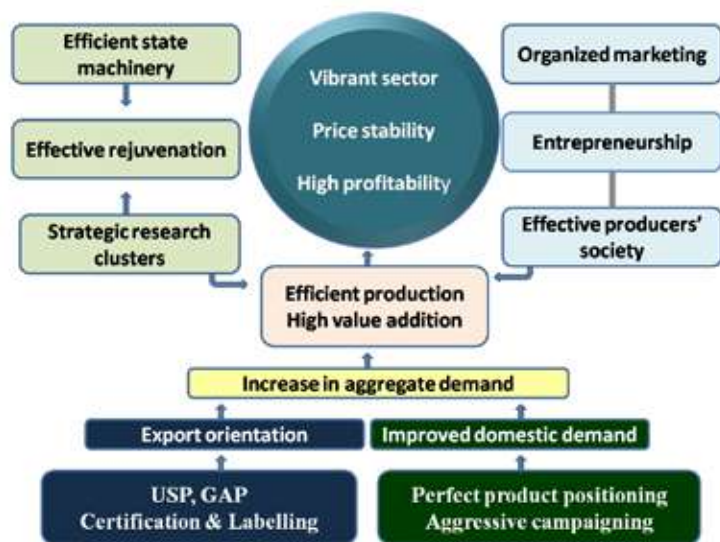 Efficient state
machinery
Effective rejuvenation
Strategic research
clusters
Vibrant sector
Price stability
High profitability
Organized marketing
Entrepreneurship
Effective producers'
society
Efficient production
High value addition
Increase in aggregate demand
Export orientation
Improved domestic demand
USP, GAP
Certification & Labelling
Perfect product positioning
Aggressive campaigning